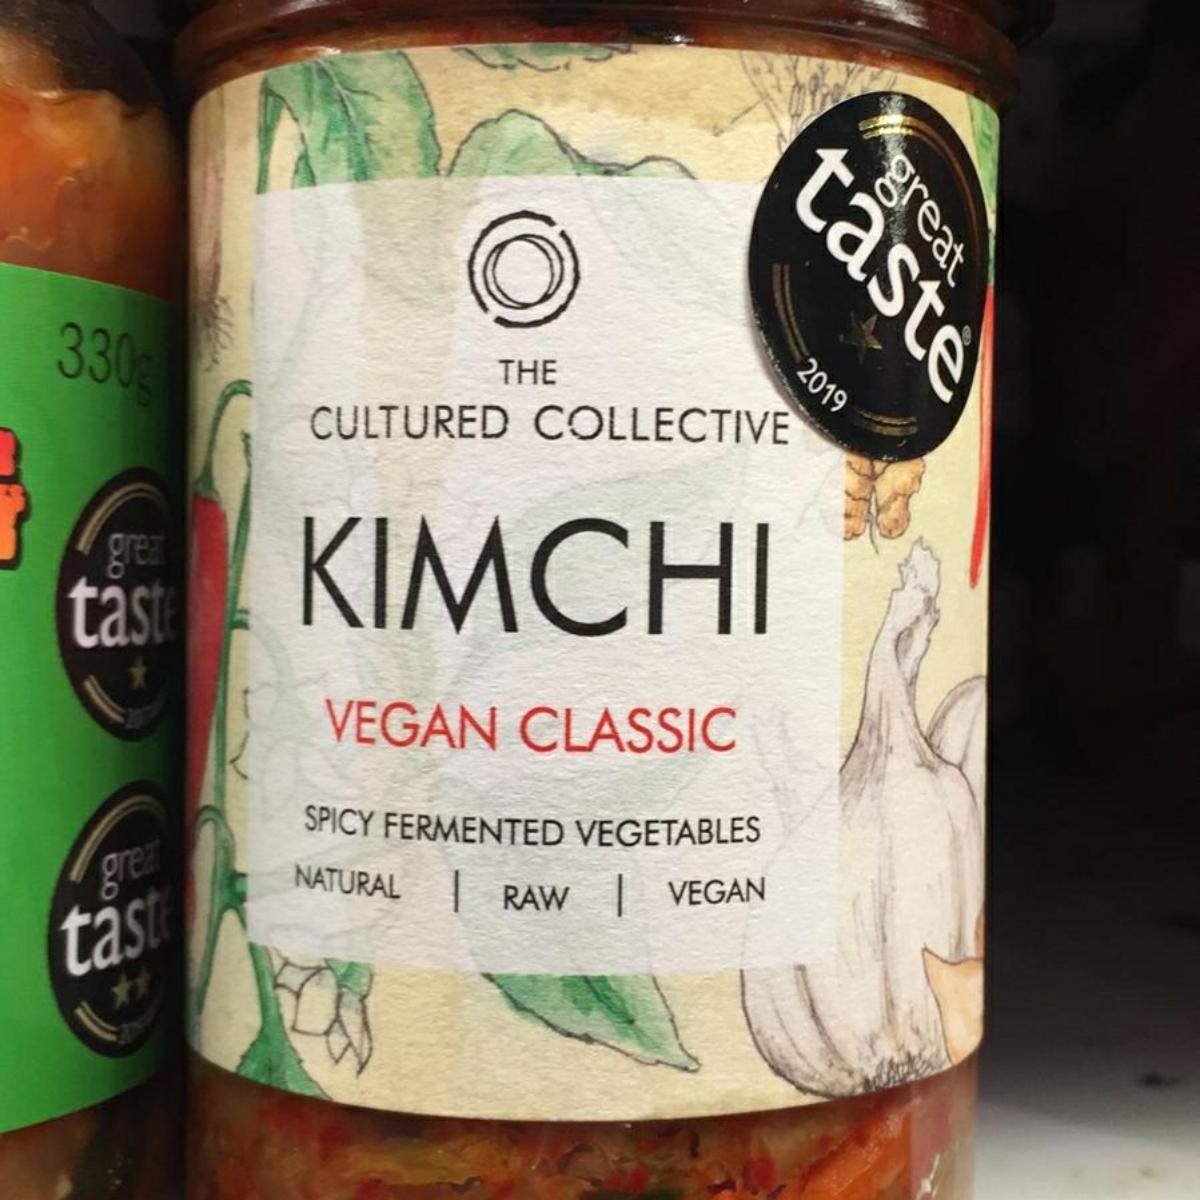 THE
CULTURED COLLECTIVE
KIMCHI
VEGAN CLASSIC
SPICY FERMENTED VEGETABLES
NATURAL | RAW | VEGAN
great
taste®
2019
330g
great
taste
great
taste